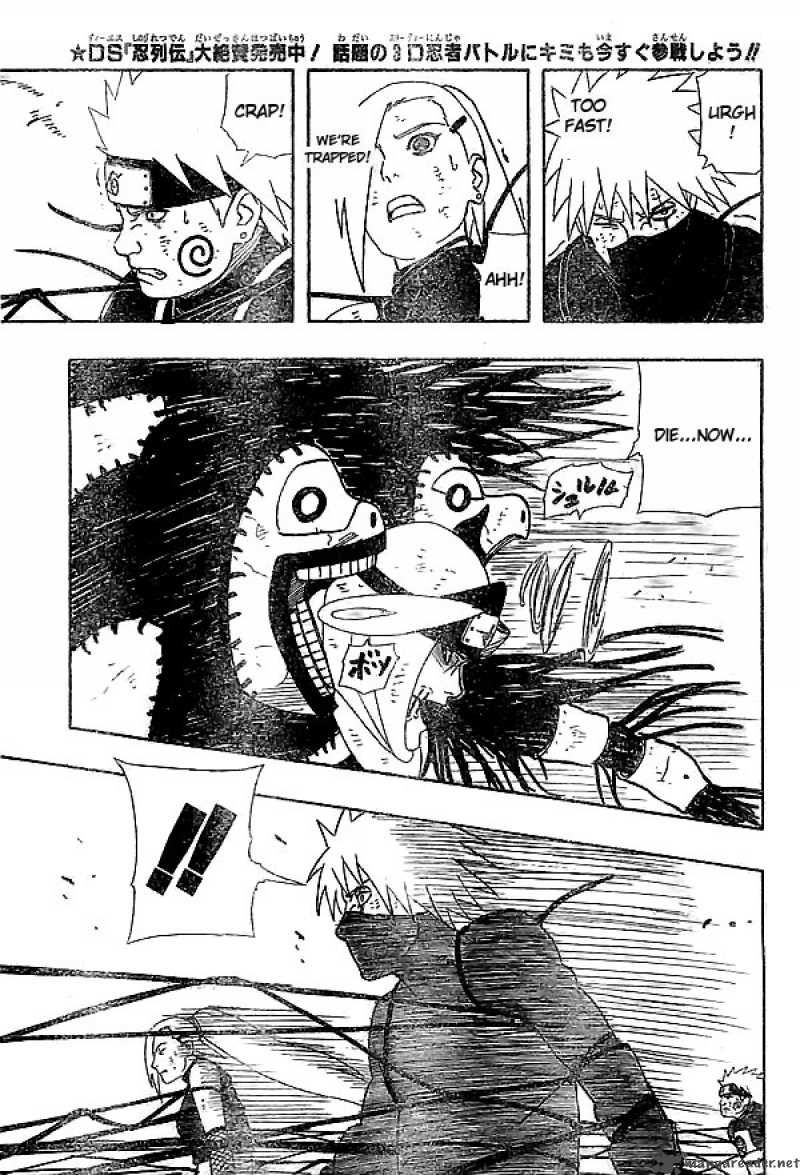 ☆DS『忍列伝』大絶賛発売中! 話題の3D忍者バトルにキミも今すぐ参戦しよう!!
URGH
!
TOO
FAST!
WE'RE
TRAPPED!
AHH!
CRAP!
DIE...NOW...
シュルルル
ボッ
!!
mangareader.net